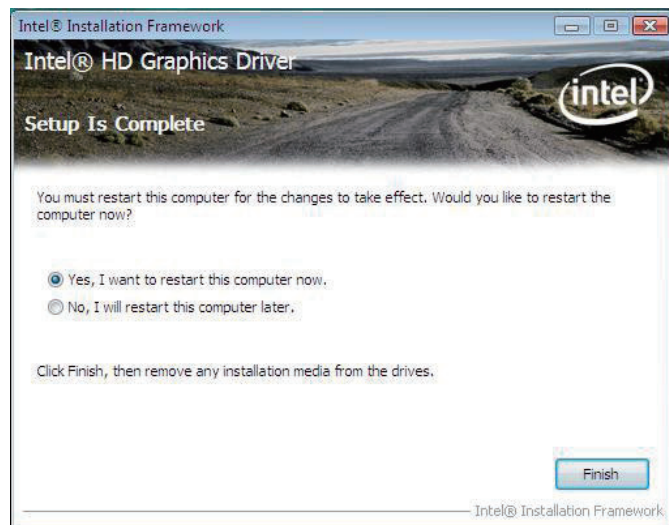 Intel® Installation Framework
Intel® HD Graphics Driver
intel
Setup Is Complete
You must restart this computer for the changes to take effect. Would you like to restart the
computer now?
Yes, I want to restart this computer now.
No, I will restart this computer later.
Click Finish, then remove any installation media from the drives.
Finish
Intel® Installation Framework